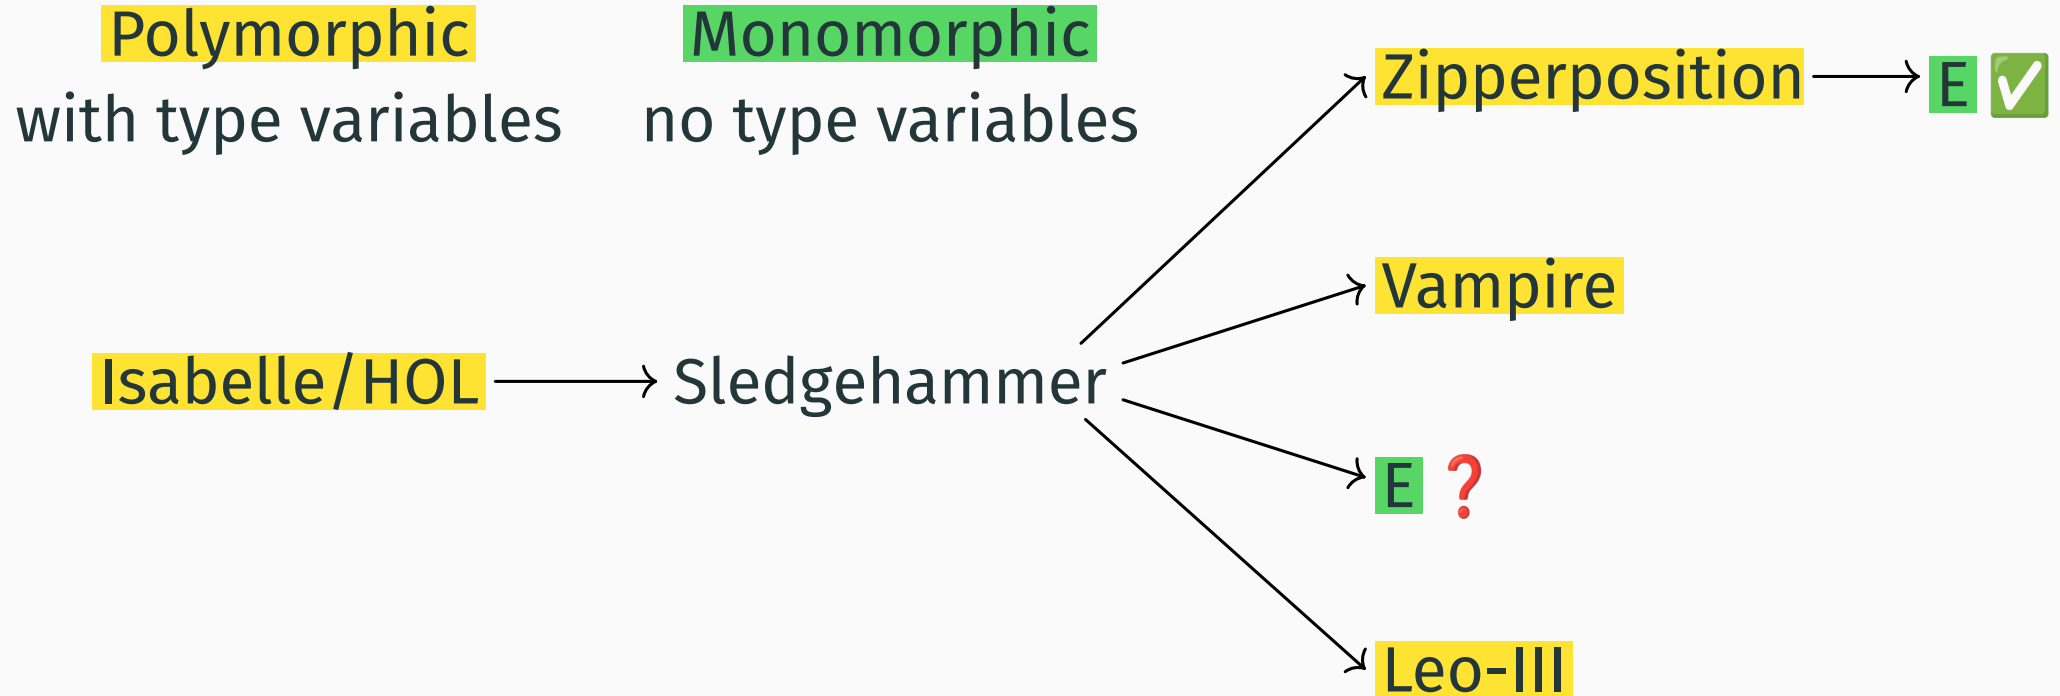 Polymorphic
with type variables
Monomorphic
no type variables
Zipperposition
E ✅
Vampire
Isabelle/HOL
Sledgehammer
E ❓
Leo-III